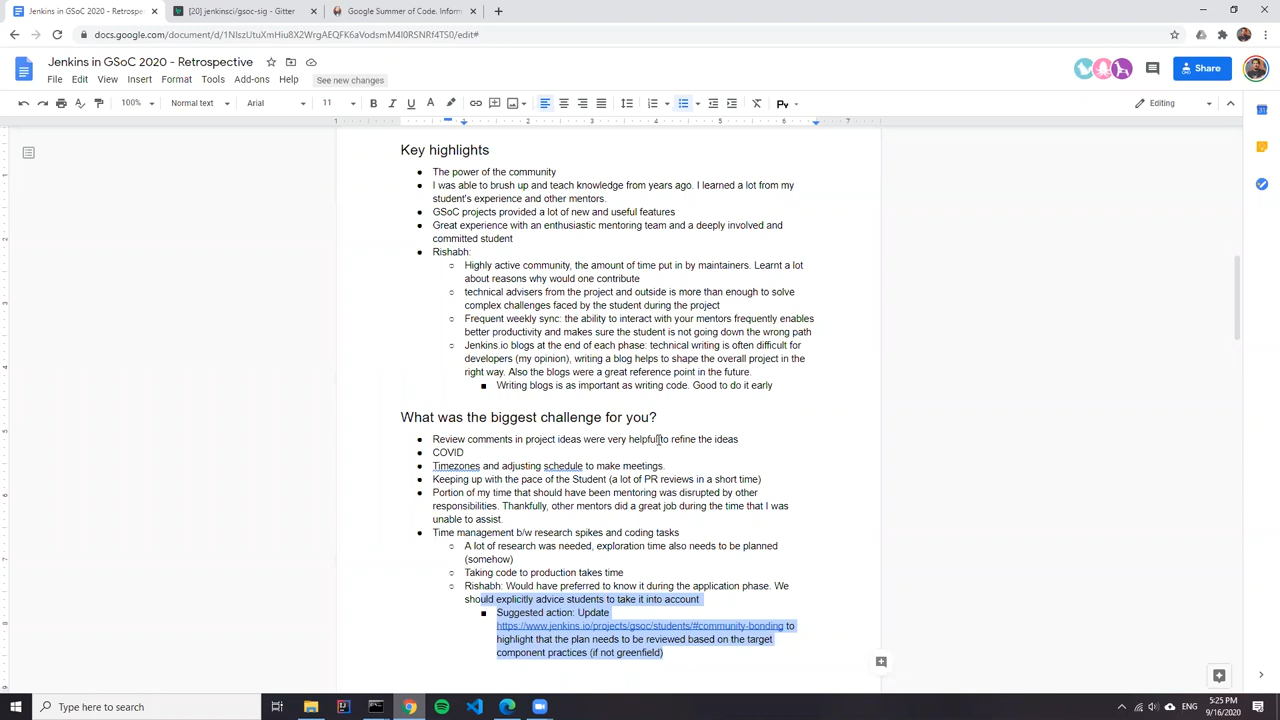 Jenkins in GSoC 2020 - Retrospec
[20] jenkinsci/gsoc-sig - Gitter
Google Summer of Code. Inform
docs.google.com/document/d/1NIszUtuXmHiu8X2WrgAEQFK6aVodsmM4I0RSNRf4TS0/edit#
Jenkins in GSoC 2020 - Retrospective
File Edit View Insert Format Tools Add-ons Help See new changes
Share
100% Normal text Arial 11 Editing
1 1 2 3 4 5 6 7
Key highlights
The power of the community
I was able to brush up and teach knowledge from years ago. I learned a lot from my
student's experience and other mentors.
GSoC projects provided a lot of new and useful features
Great experience with an enthusiastic mentoring team and a deeply involved and
committed student
Rishabh:
Highly active community, the amount of time put in by maintainers. Learnt a lot
about reasons why would one contribute
technical advisers from the project and outside is more than enough to solve
complex challenges faced by the student during the project
Frequent weekly sync: the ability to interact with your mentors frequently enables
better productivity and makes sure the student is not going down the wrong path
Jenkins.io blogs at the end of each phase: technical writing is often difficult for
developers (my opinion), writing a blog helps to shape the overall project in the
right way. Also the blogs were a great reference point in the future.
Writing blogs is as important as writing code. Good to do it early
What was the biggest challenge for you?
Review comments in project ideas were very helpful to refine the ideas
COVID
Timezones and adjusting schedule to make meetings.
Keeping up with the pace of the Student (a lot of PR reviews in a short time)
Portion of my time that should have been mentoring was disrupted by other
responsibilities. Thankfully, other mentors did a great job during the time that I was
unable to assist.
Time management b/w research spikes and coding tasks
A lot of research was needed, exploration time also needs to be planned
(somehow)
Taking code to production takes time
Rishabh: Would have preferred to know it during the application phase. We
should explicitly advice students to take it into account
Suggested action: Update
https://www.jenkins.io/projects/gsoc/students/#community-bonding to
highlight that the plan needs to be reviewed based on the target
component practices (if not greenfield)
Type here to search
ENG
5:25 PM
9/16/2020